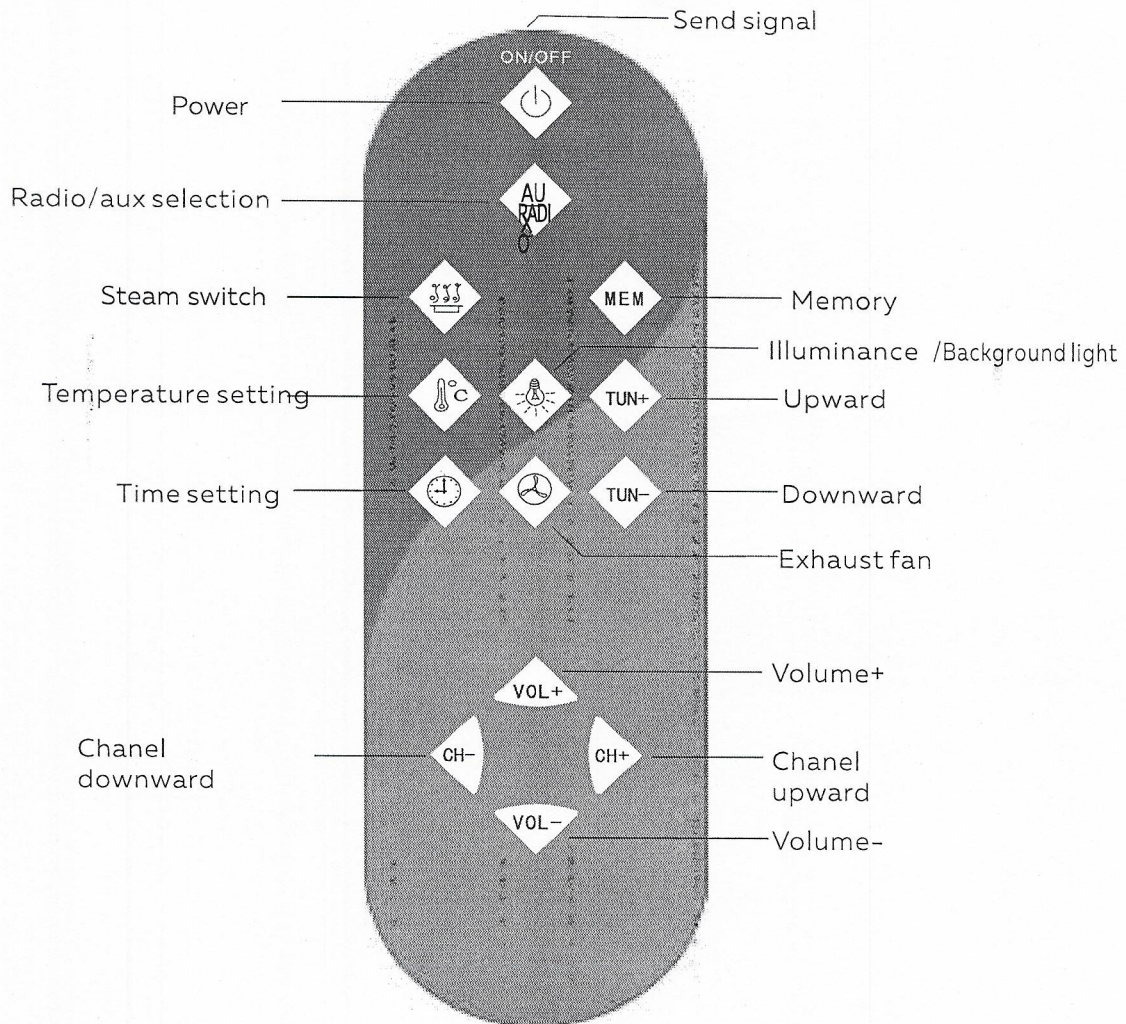 Send signal
ON/OFF
Power
AU
RADI
X
O
Radio/aux selection
Steam switch
MEM
Memory
Illuminance /Background light
Temperature setting
°C
TUN+
Upward
Time setting
TUN-
Downward
Exhaust fan
VOL+
Volume+
Chanel
downward
CH-
CH+
Chanel
upward
VOL-
Volume-